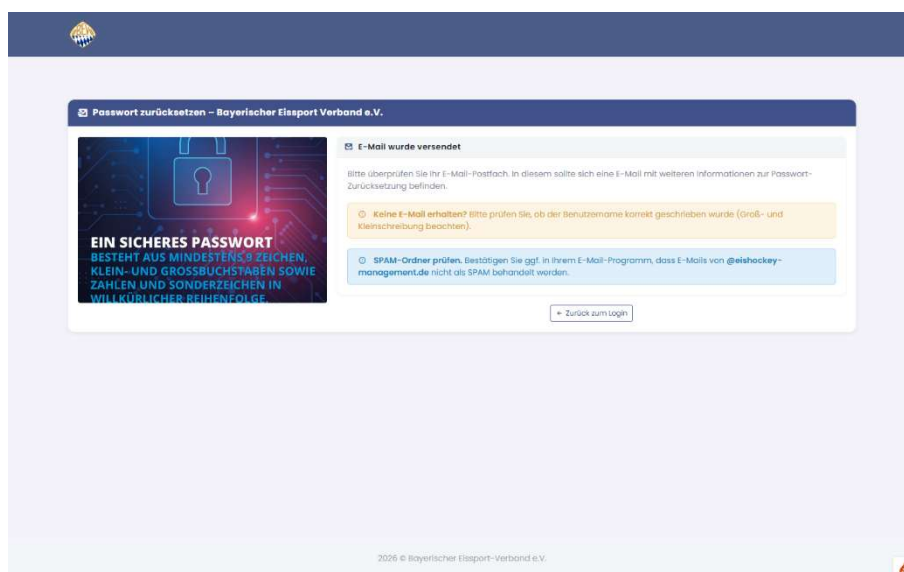 Passwort zurücksetzen – Bayerischer Eissport Verband e.V.
EIN SICHERES PASSWORT
BESTEHT AUS MINDESTENS 9 ZEICHEN,
KLEIN- UND GROSSBUCHSTABEN SOWIE
ZAHLEN UND SONDERZEICHEN IN
WILLKÜRLICHER REIHENFOLGE.
E-Mail wurde versendet
Bitte überprüfen Sie Ihr E-Mail-Postfach. In diesem sollte sich eine E-Mail mit weiteren Informationen zur Passwort-
Zurücksetzung befinden.
Keine E-Mail erhalten? Bitte prüfen Sie, ob der Benutzername korrekt geschrieben wurde (Groß- und
Kleinschreibung beachten).
SPAM-Ordner prüfen. Bestätigen Sie ggf. in Ihrem E-Mail-Programm, dass E-Mails von @eishockey-
management.de nicht als SPAM behandelt werden.
← Zurück zum Login
2026 © Bayerischer Eissport-Verband e.V.